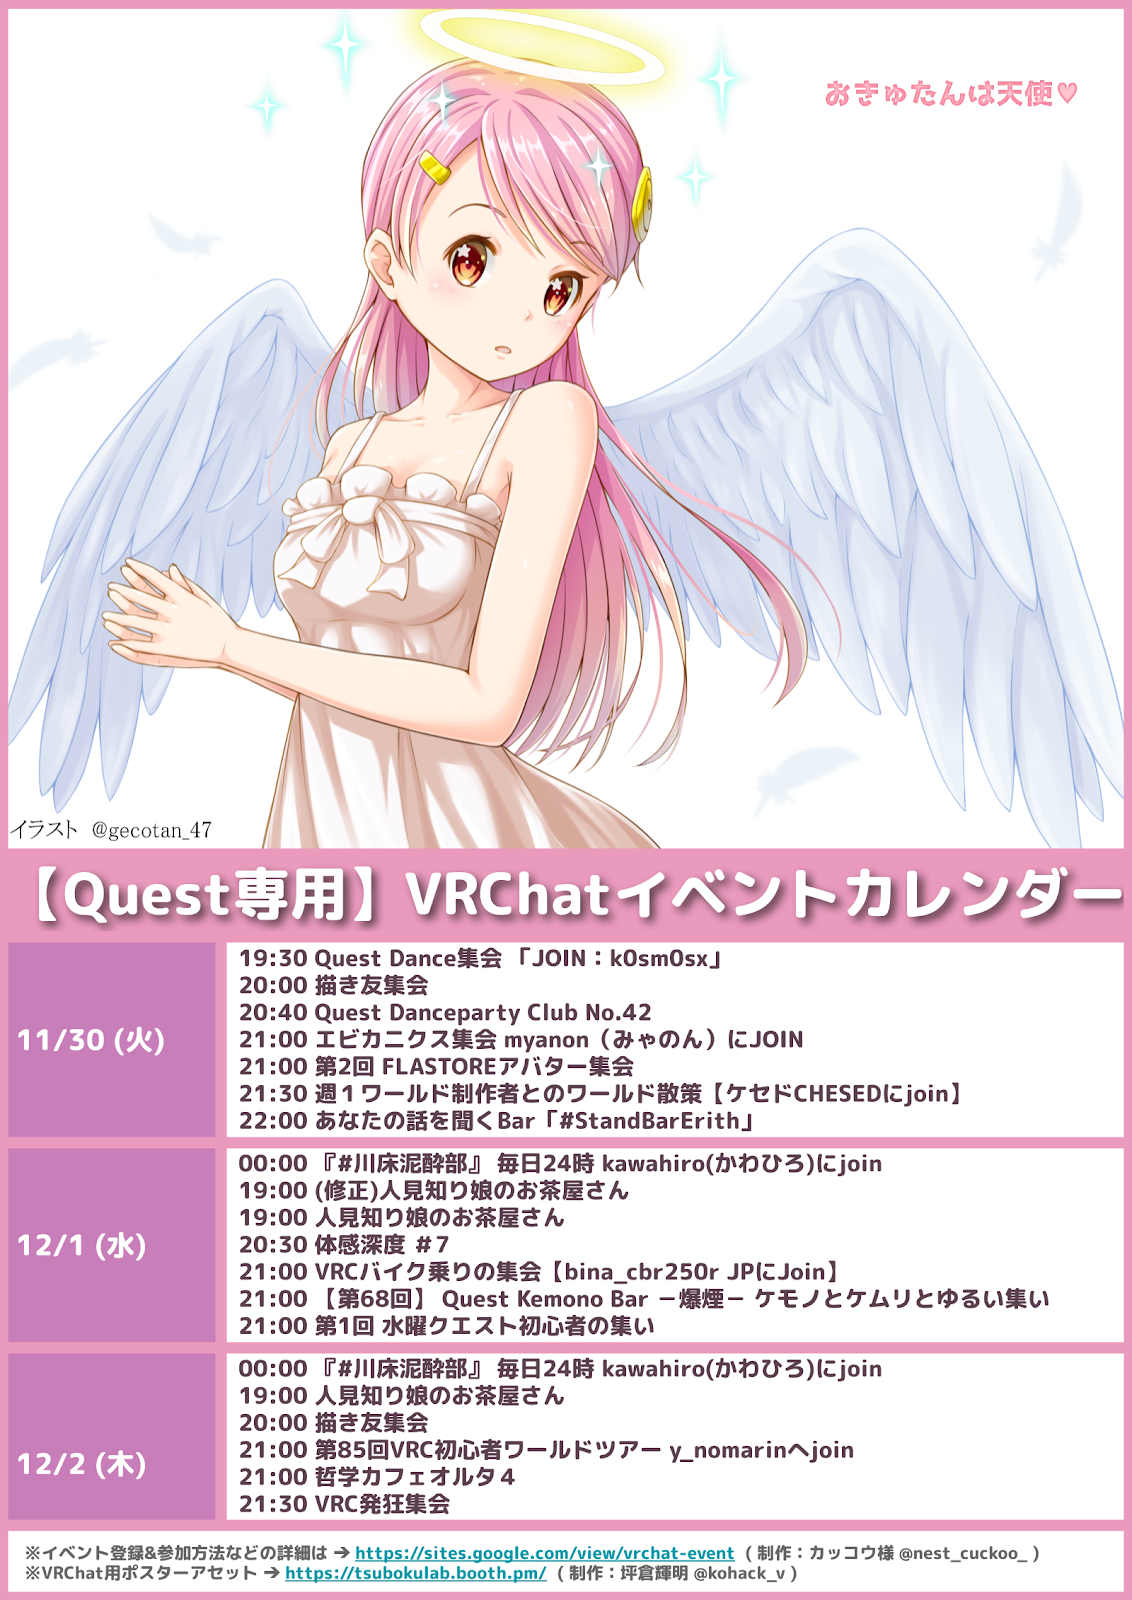 おきゅたんは天使♥
イラスト @gecotan_47
【Quest専用】VRChatイベントカレンダー
11/30 (火)
19:30 Quest Dance集会 「JOIN：k0sm0sx」
20:00 描き友集会
20:40 Quest Danceparty Club No.42
21:00 エビカニクス集会 myanon（みゃのん）にJOIN
21:00 第2回 FLASTOREアバター集会
21:30 週１ワールド制作者とのワールド散策【ケセドCHESEDにjoin】
22:00 あなたの話を聞くBar「#StandBarErith」
12/1 (水)
00:00 『#川床泥酔部』 毎日24時 kawahiro(かわひろ)にjoin
19:00 (修正)人見知り娘のお茶屋さん
19:00 人見知り娘のお茶屋さん
20:30 体感深度 ＃７
21:00 VRCバイク乗りの集会【bina_cbr250r JPにJoin】
21:00 【第68回】 Quest Kemono Bar －爆煙－ ケモノとケムリとゆるい集い
21:00 第1回 水曜クエスト初心者の集い
12/2 (木)
00:00 『#川床泥酔部』 毎日24時 kawahiro(かわひろ)にjoin
19:00 人見知り娘のお茶屋さん
20:00 描き友集会
21:00 第85回VRC初心者ワールドツアー y_nomarinへjoin
21:00 哲学カフェオルタ４
21:30 VRC発狂集会
※イベント登録&参加方法などの詳細は → https://sites.google.com/view/vrchat-event ( 制作：カッコウ様 @nest_cuckoo_ )
※VRChat用ポスターアセット → https://tsubokulab.booth.pm/ ( 制作：坪倉輝明 @kohack_v )